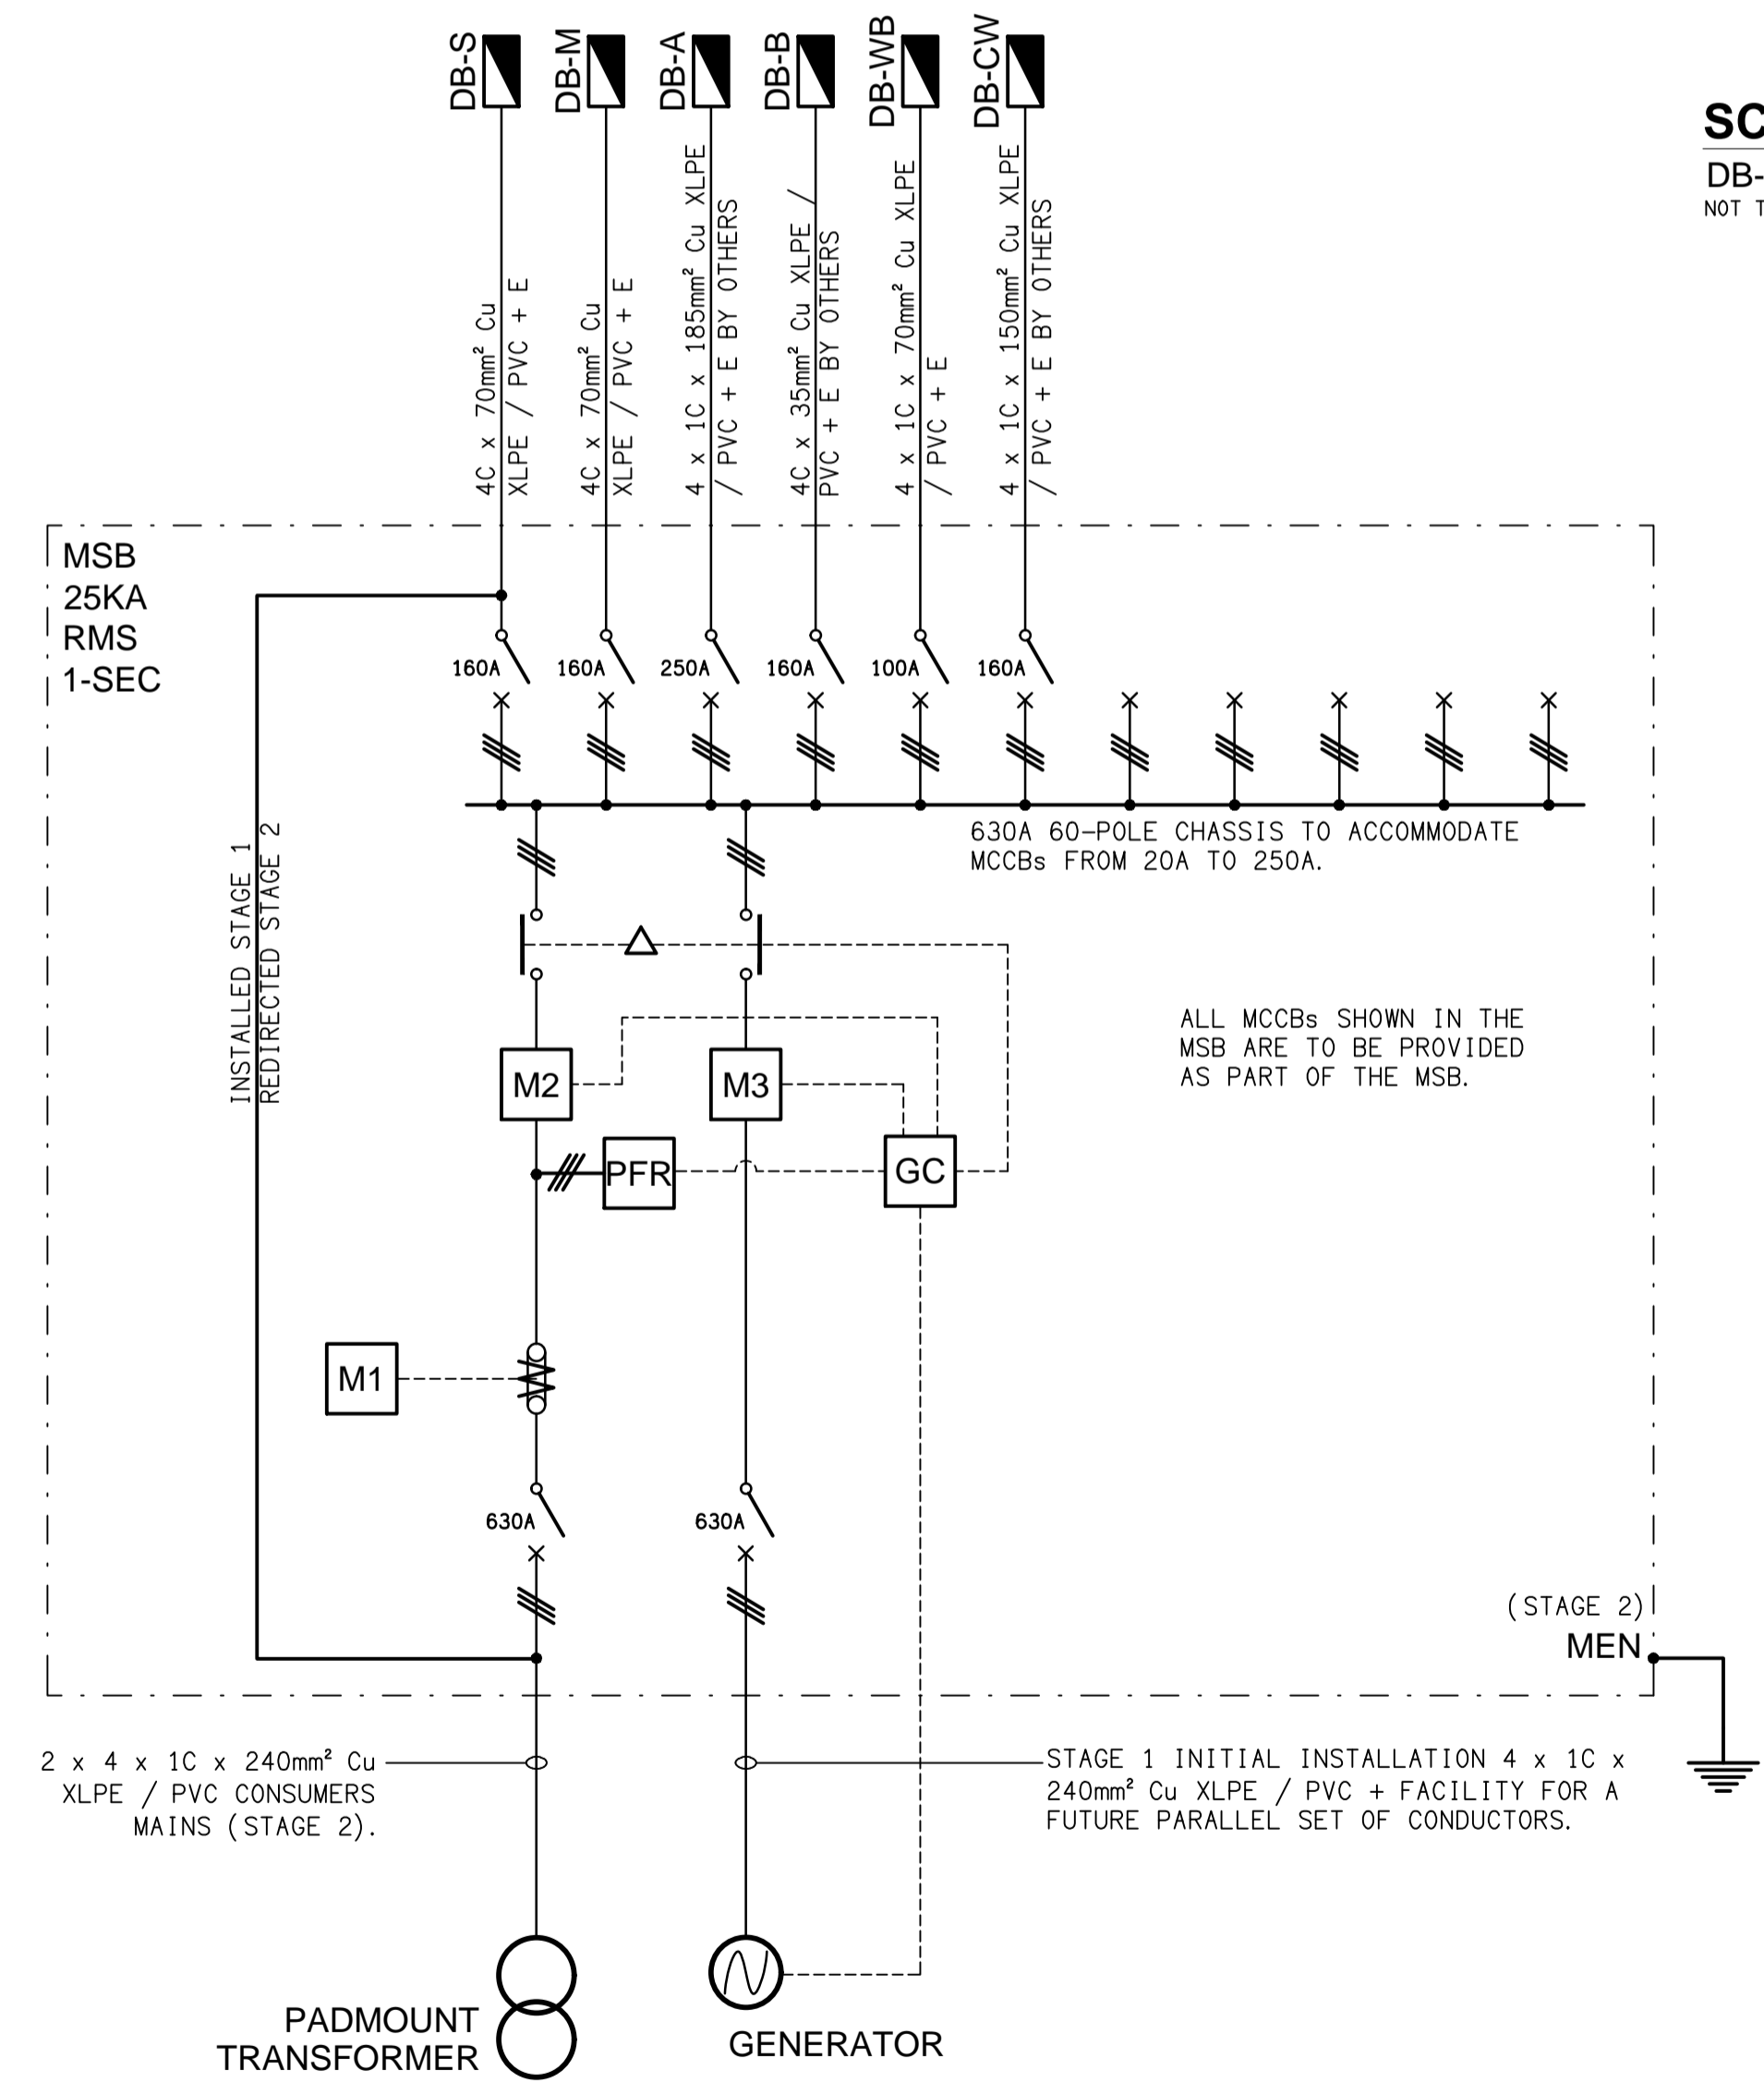 DB-S
DB-M
DB-A
DB-B
DB-WB
DB-CW
SC
DB-
NOT T
4C x 70mm² Cu
XLPE / PVC + E
4C x 70mm² Cu
XLPE / PVC + E
4 x 1C x 185mm² Cu XLPE
/ PVC + E BY OTHERS
4C x 35mm² Cu XLPE /
PVC + E BY OTHERS
4 x 1C x 70mm² Cu XLPE
/ PVC + E
4 x 1C x 150mm² Cu XLPE
/ PVC + E BY OTHERS
MSB
25KA
RMS
1-SEC
160A
160A
250A
160A
100A
160A
630A 60-POLE CHASSIS TO ACCOMMODATE
MCCBs FROM 20A TO 250A.
INSTALLED STAGE 1
REDIRECTED STAGE 2
ALL MCCBs SHOWN IN THE
MSB ARE TO BE PROVIDED
AS PART OF THE MSB.
M2
M3
PFR
GC
M1
630A
630A
(STAGE 2)
MEN
2 x 4 x 1C x 240mm² Cu
XLPE / PVC CONSUMERS
MAINS (STAGE 2).
STAGE 1 INITIAL INSTALLATION 4 x 1C x
240mm² Cu XLPE / PVC + FACILITY FOR A
FUTURE PARALLEL SET OF CONDUCTORS.
PADMOUNT
TRANSFORMER
GENERATOR